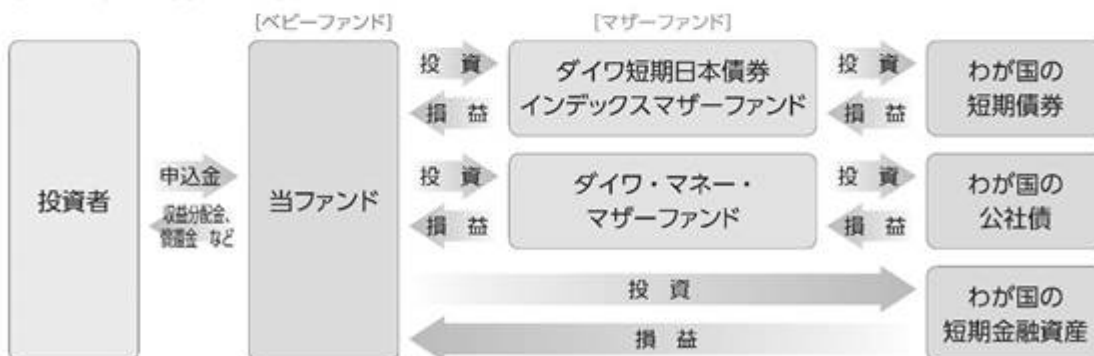 [ベビーファンド]
[マザーファンド]
投資者
申込金
収益分配金、
償還金 など
当ファンド
投 資
損 益
ダイワ短期日本債券
インデックスマザーファンド
投 資
損 益
わが国の
短期債券
投 資
損 益
ダイワ・マネー・
マザーファンド
投 資
損 益
わが国の
公社債
投 資
損 益
わが国の
短期金融資産